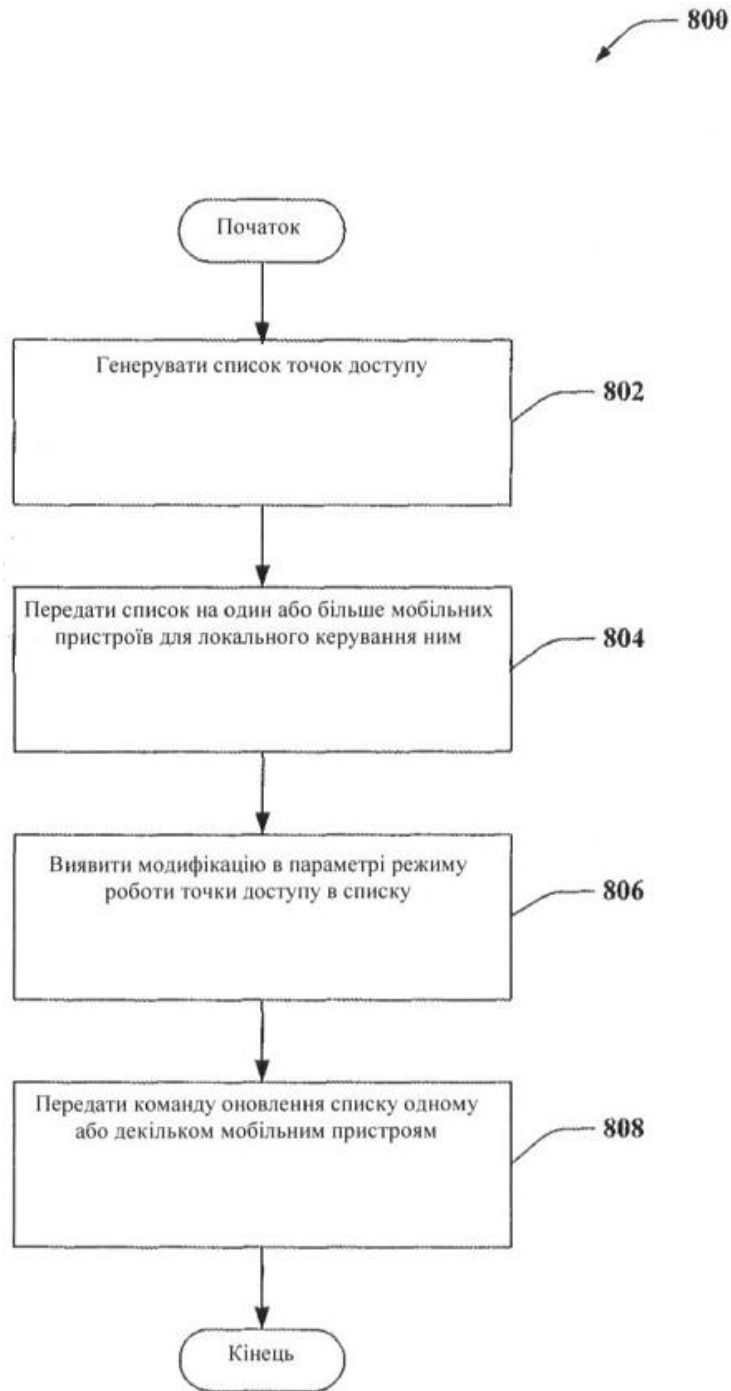 800
Початок
Генерувати список точок доступу
802
Передати список на один або більше мобільних
пристроїв для локального керування ним
804
Виявити модифікацію в параметрі режиму
роботи точки доступу в списку
806
Передати команду оновлення списку одному
або декільком мобільним пристроям
808
Кінець